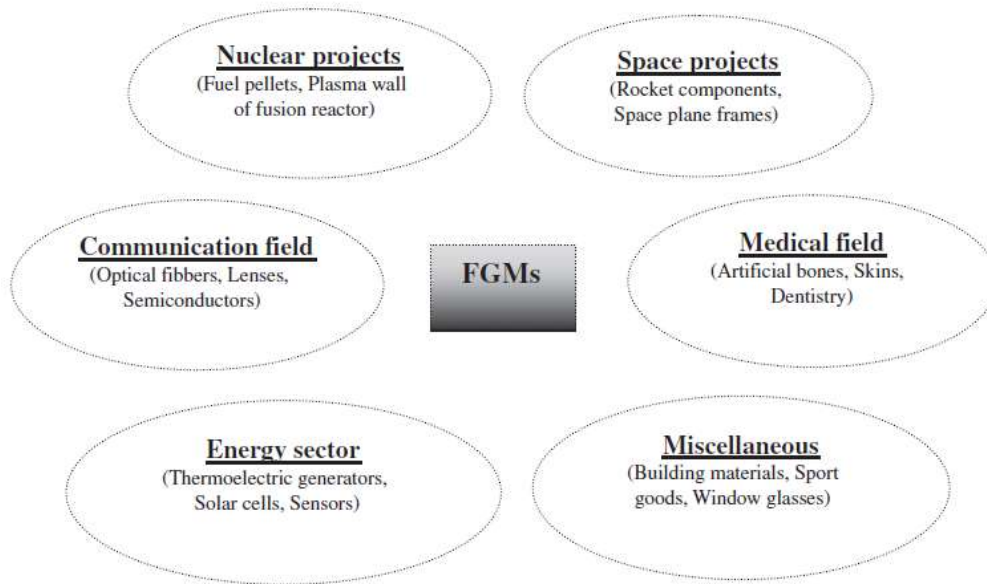 Nuclear projects
(Fuel pellets, Plasma wall
of fusion reactor)
Space projects
(Rocket components,
Space plane frames)
Communication field
(Optical fibbers, Lenses,
Semiconductors)
FGMs
Medical field
(Artificial bones, Skins,
Dentistry)
Energy sector
(Thermoelectric generators,
Solar cells, Sensors)
Miscellaneous
(Building materials, Sport
goods, Window glasses)